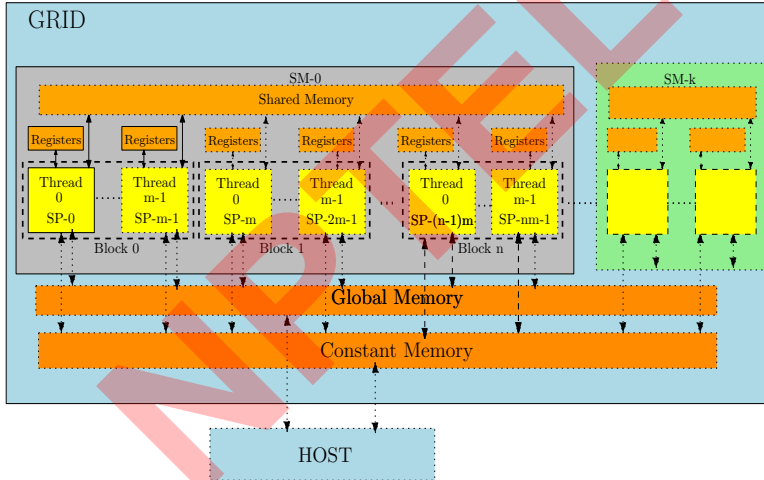 GRID
SM-0
SM-k
Shared Memory
Registers
Registers
Registers
Registers
Registers
Registers
Thread
0
SP-0
Thread
m-1
SP-m-1
Thread
0
SP-m
Thread
m-1
SP-2m-1
Thread
0
SP-(n-1)m
Thread
m-1
SP-nm-1
Block 0
Block 1
Block n
Global Memory
Constant Memory
HOST
NPTEL